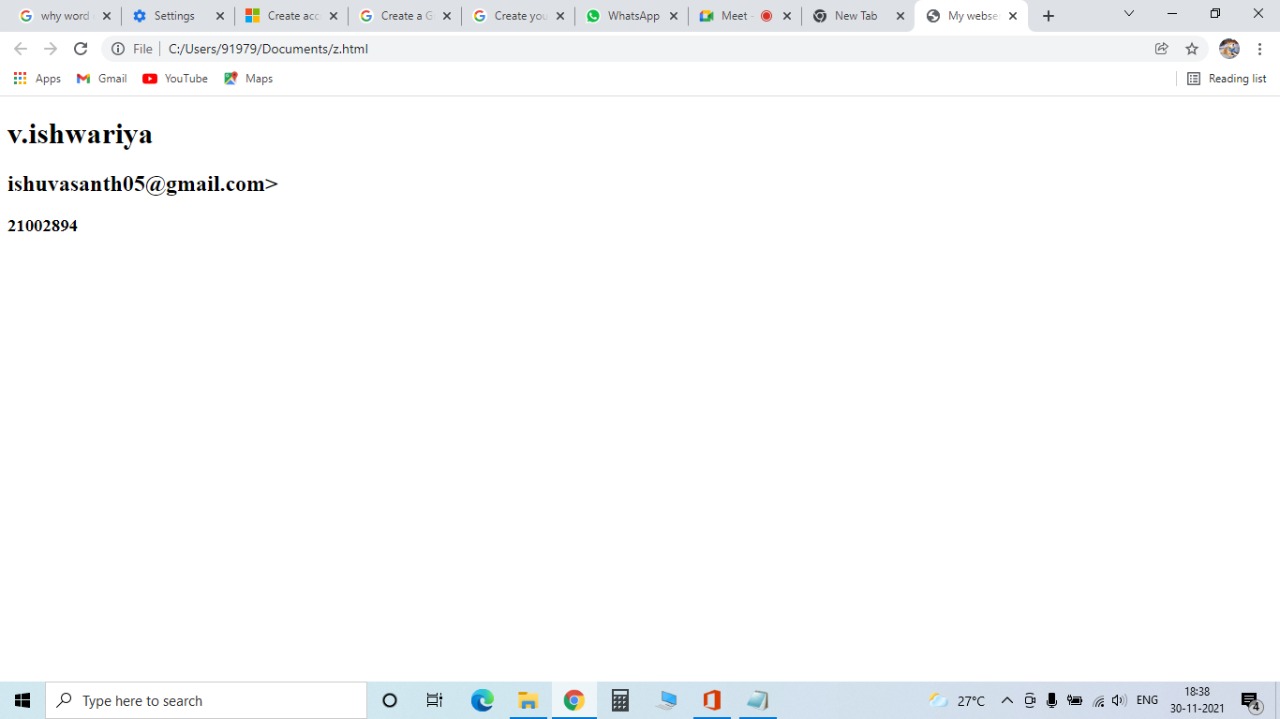 why word
Settings
Create acc
Create a G
Create you
WhatsApp
Meet -
New Tab
My webse
File
C:/Users/91979/Documents/z.html
Apps
Gmail
YouTube
Maps
Reading list
v.ishwariya
ishuvasanth05@gmail.com>
21002894
Type here to search
27°C
ENG
18:38
30-11-2021
4